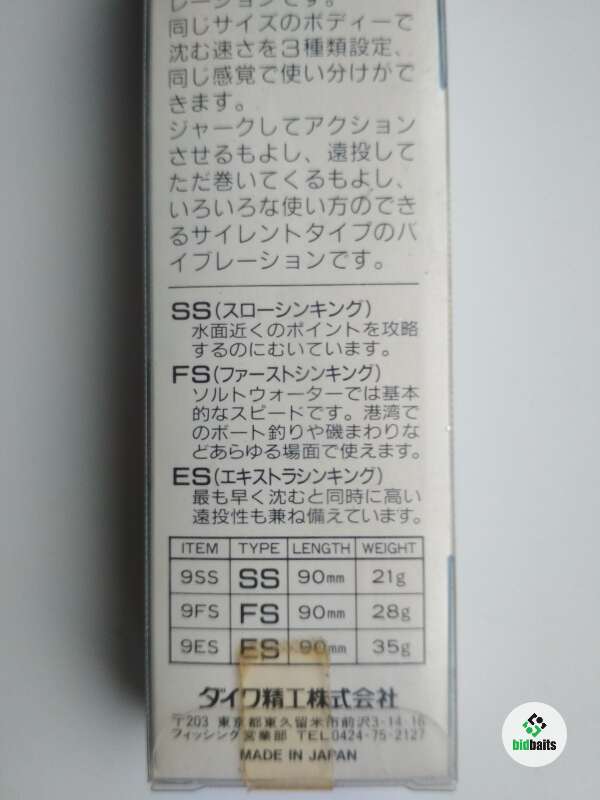 レーションです。
同じサイズのボディーで
沈む速さを3種類設定、
同じ感覚で使い分けがで
きます。
ジャークしてアクション
させるもよし、遠投して
ただ巻いてくるもよし、
いろいろな使い方のでき
るサイレントタイプのバ
イブレーションです。
SS(スローシンキング)
水面近くのポイントを攻略
するのにむいています。
FS(ファーストシンキング)
ソルトウォーターでは基本
的なスピードです。港湾で
のボート釣りや磯まわりな
どあらゆる場面で使えます。
ES(エキストラシンキング)
最も早く沈むと同時に高い
遠投性も兼ね備えています。
ITEM TYPE LENGTH WEIGHT
9SS SS 90mm 21g
9FS FS 90mm 28g
9ES ES 90mm 35g
ダイワ精工株式会社
〒203 東京都東久留米市前沢3-14-16
フィッシング営業部 TEL.0424-75-2127
MADE IN JAPAN
bidbaits